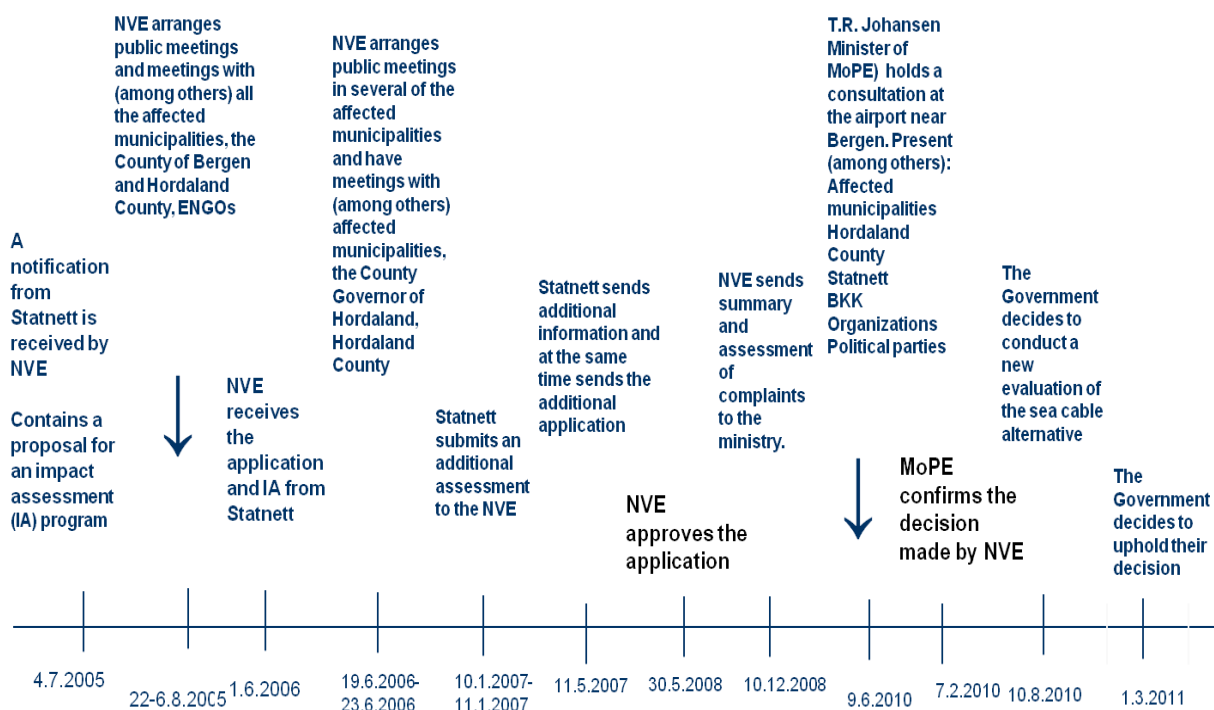 A
notification
from
Statnett is
received by
NVE
Contains a
proposal for
an impact
assessment
(IA) program
NVE arranges
public meetings
and meetings with
(among others) all
the affected
municipalities, the
County of Bergen
and Hordaland
County, ENGOs
NVE
receives
the
application
and IA from
Statnett
NVE arranges
public meetings
in several of the
affected
municipalities
and have
meetings with
(among others)
affected
municipalities,
the County
Governor of
Hordaland,
Hordaland
County
Statnett
submits an
additional
assessment
to the NVE
Statnett sends
additional
information and
at the same
time sends the
additional
application
NVE
approves the
application
NVE sends
summary
and
assessment
of
complaints
to the
ministry.
T.R. Johansen
Minister of
MoPE) holds a
consultation at
the airport near
Bergen. Present
(among others):
Affected
municipalities
Hordaland
County
Statnett
BKK
Organizations
Political parties
MoPE
confirms the
decision
made by NVE
The
Government
decides to
conduct a
new
evaluation of
the sea cable
alternative
The
Government
decides to
uphold their
decision
4.7.2005
22-6.8.2005
1.6.2006
19.6.2006-
23.6.2006
10.1.2007-
11.1.2007
11.5.2007
30.5.2008
10.12.2008
9.6.2010
7.2.2010
10.8.2010
1.3.2011